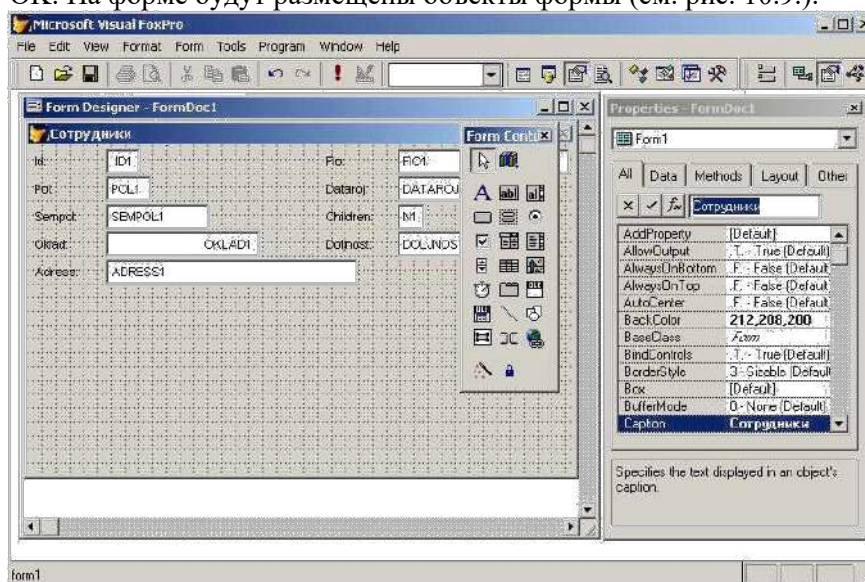 ОК. На форме будут размещены объекты формы (см. рис. 10.9.).
Microsoft Visual FoxPro
File Edit View Format Form Tools Program Window Help
Form Designer - FormDoc1
Сотрудники
Form Contro
Id: ID1 Fio: FIO1
Pol: POL1 Dataroj: DATAROJ
Sempol: SEMPOL1 Children: N1
Oklad: OKLAD1 Doljnost: DOLJNOS
Adress: ADRESS1
Properties - FormDoc1
Form1
All Data Methods Layout Other
Сотрудники
AddProperty [Default]
AllowOutput .T. - True (Default)
AlwaysOnBottom .F. - False (Default
AlwaysOnTop .F. - False (Default
AutoCenter .F. - False (Default
BackColor 212,208,200
BaseClass Form
BindControls .T. - True (Default)
BorderStyle 3 - Sizable (Default
Box [Default]
BufferMode 0 - None (Default)
Caption Сотрудники
Specifies the text displayed in an object's
caption.
form1